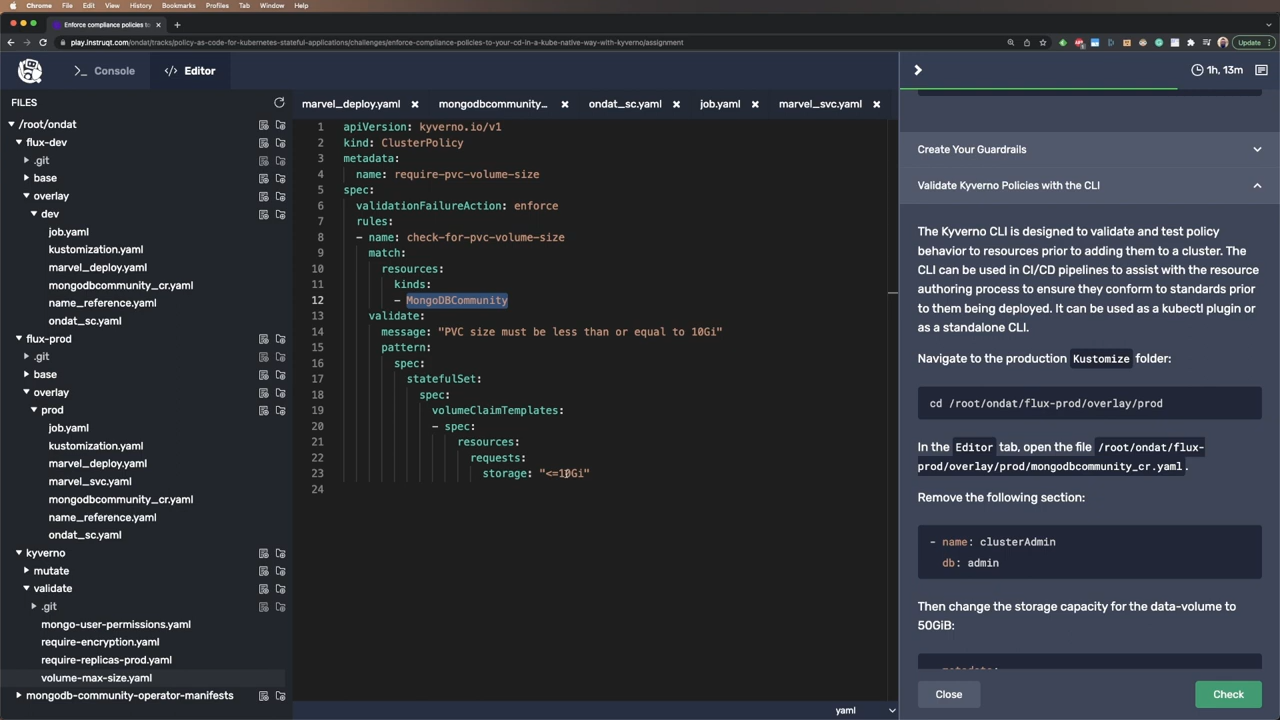 Chrome File Edit View History Bookmarks Profiles Tab Window Help
Enforce compliance policies to
play.instruqt.com/ondat/tracks/policy-as-code-for-kubernetes-stateful-applications/challenges/enforce-compliance-policies-to-your-cd-in-a-kube-native-way-with-kyverno/assignment
Update
>_ Console
</> Editor
1h, 13m
FILES
/root/ondat
flux-dev
.git
base
overlay
dev
job.yaml
kustomization.yaml
marvel_deploy.yaml
mongodbcommunity_cr.yaml
name_reference.yaml
ondat_sc.yaml
flux-prod
.git
base
overlay
prod
job.yaml
kustomization.yaml
marvel_deploy.yaml
marvel_svc.yaml
mongodbcommunity_cr.yaml
name_reference.yaml
ondat_sc.yaml
kyverno
mutate
validate
.git
mongo-user-permissions.yaml
require-encryption.yaml
require-replicas-prod.yaml
volume-max-size.yaml
mongodb-community-operator-manifests
marvel_deploy.yaml mongodbcommunity_... ondat_sc.yaml job.yaml marvel_svc.yaml
1 apiVersion: kyverno.io/v1
2 kind: ClusterPolicy
3 metadata:
4 name: require-pvc-volume-size
5 spec:
6 validationFailureAction: enforce
7 rules:
8 - name: check-for-pvc-volume-size
9 match:
10 resources:
11 kinds:
12 - MongoDBCommunity
13 validate:
14 message: "PVC size must be less than or equal to 10Gi"
15 pattern:
16 spec:
17 statefulSet:
18 spec:
19 volumeClaimTemplates:
20 - spec:
21 resources:
22 requests:
23 storage: "<=10Gi"
24
yaml
Create Your Guardrails
Validate Kyverno Policies with the CLI
The Kyverno CLI is designed to validate and test policy
behavior to resources prior to adding them to a cluster. The
CLI can be used in CI/CD pipelines to assist with the resource
authoring process to ensure they conform to standards prior
to them being deployed. It can be used as a kubectl plugin or
as a standalone CLI.
Navigate to the production Kustomize folder:
cd /root/ondat/flux-prod/overlay/prod
In the Editor tab, open the file /root/ondat/flux-
prod/overlay/prod/mongodbcommunity_cr.yaml .
Remove the following section:
- name: clusterAdmin
db: admin
Then change the storage capacity for the data-volume to
50GiB:
- metadata:
Close
Check